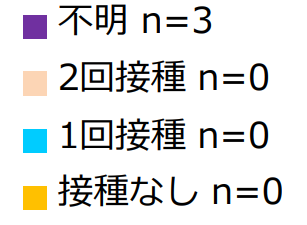 不明 n=3
2回接種 n=0
1回接種 n=0
接種なし n=0